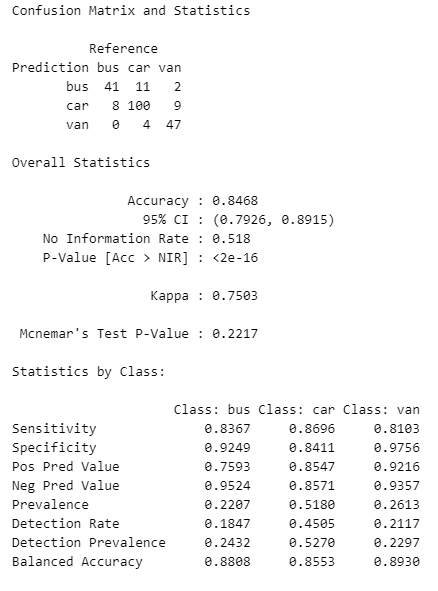 Confusion Matrix and Statistics
Reference
Prediction bus car van
bus 41 11 2
car 8 100 9
van 0 4 47
Overall Statistics
Accuracy : 0.8468
95% CI : (0.7926, 0.8915)
No Information Rate : 0.518
P-Value [Acc > NIR] : <2e-16
Kappa : 0.7503
Mcnemar's Test P-Value : 0.2217
Statistics by Class:
Class: bus Class: car Class: van
Sensitivity 0.8367 0.8696 0.8103
Specificity 0.9249 0.8411 0.9756
Pos Pred Value 0.7593 0.8547 0.9216
Neg Pred Value 0.9524 0.8571 0.9357
Prevalence 0.2207 0.5180 0.2613
Detection Rate 0.1847 0.4505 0.2117
Detection Prevalence 0.2432 0.5270 0.2297
Balanced Accuracy 0.8808 0.8553 0.8930